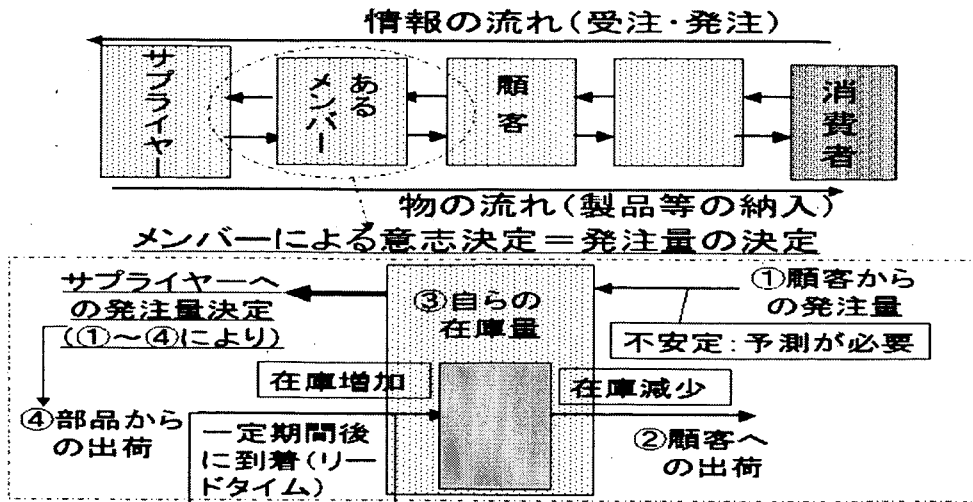 情報の流れ(受注・発注)
サプライヤー
ある
メンバー
顧客
消費者
物の流れ(製品等の納入)
メンバーによる意志決定＝発注量の決定
サプライヤーへ
の発注量決定
(①～④により)
③自らの
在庫量
①顧客から
の発注量
不安定:予測が必要
在庫増加
在庫減少
④部品から
の出荷
一定期間後
に到着(リー
ドタイム)
②顧客へ
の出荷